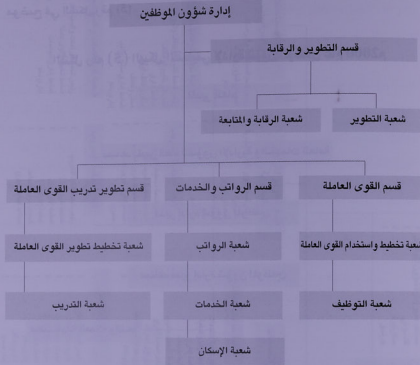 إدارة شؤون الموظفين
قسم التطوير والرقابة
شعبة التطوير
شعبة الرقابة والمتابعة
قسم القوى العاملة
قسم الرواتب والخدمات
قسم تطوير تدريب القوى العاملة
شعبة تخطيط واستخدام القوى العاملة
شعبة الرواتب
شعبة تخطيط تطوير القوى العاملة
شعبة التوظيف
شعبة الخدمات
شعبة التدريب
شعبة الإسكان